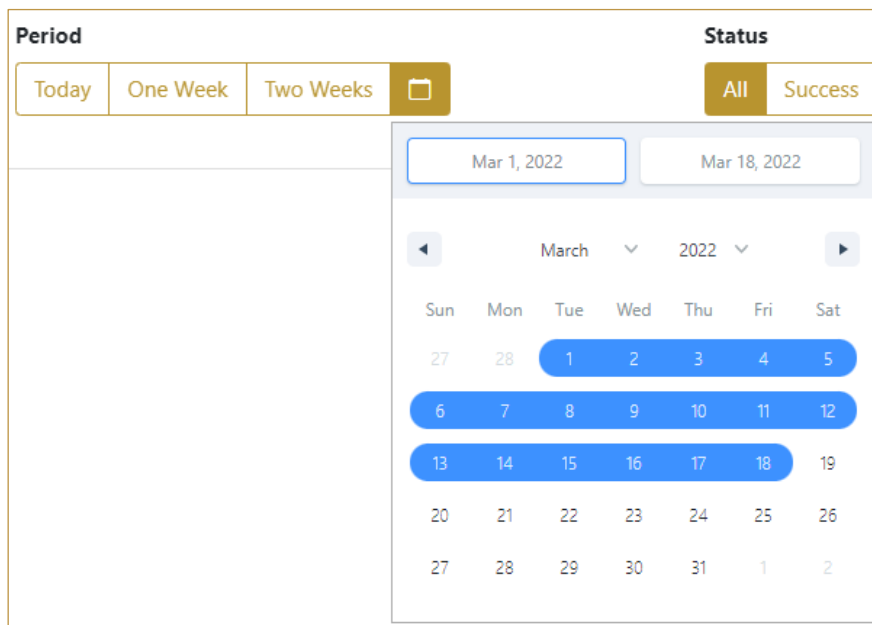 Period Status
Today One Week Two Weeks All Success
Mar 1, 2022 Mar 18, 2022
March 2022
Sun Mon Tue Wed Thu Fri Sat
27 28 1 2 3 4 5
6 7 8 9 10 11 12
13 14 15 16 17 18 19
20 21 22 23 24 25 26
27 28 29 30 31 1 2